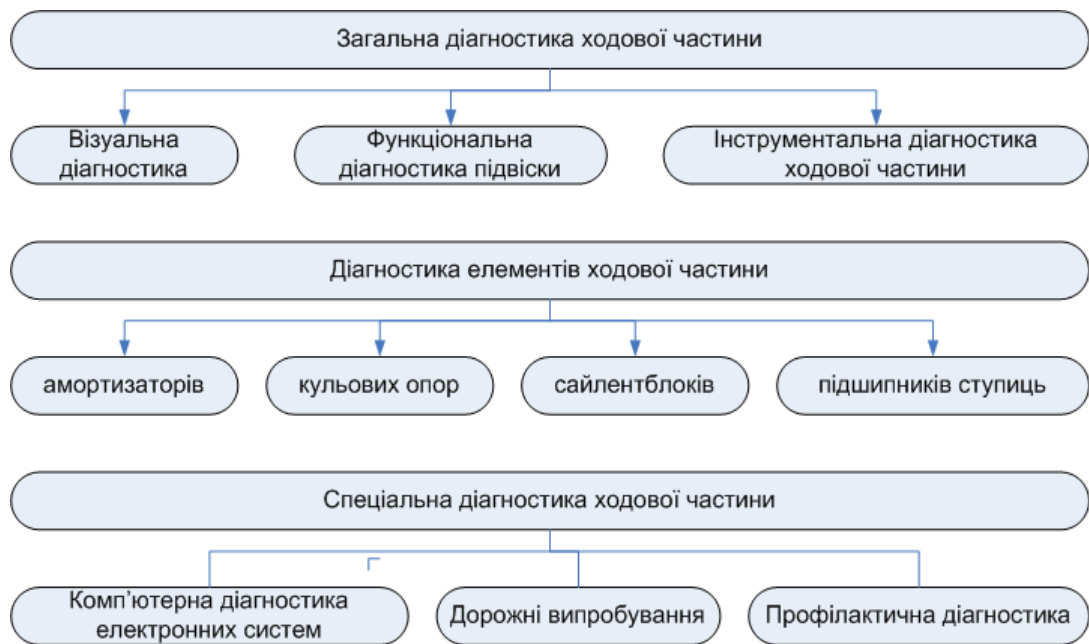 Загальна діагностика ходової частини
Візуальна
діагностика
Функціональна
діагностика підвіски
Інструментальна діагностика
ходової частини
Діагностика елементів ходової частини
амортизаторів
кульових опор
сайлентблоків
підшипників ступиць
Спеціальна діагностика ходової частини
Комп’ютерна діагностика
електронних систем
Дорожні випробування
Профілактична діагностика